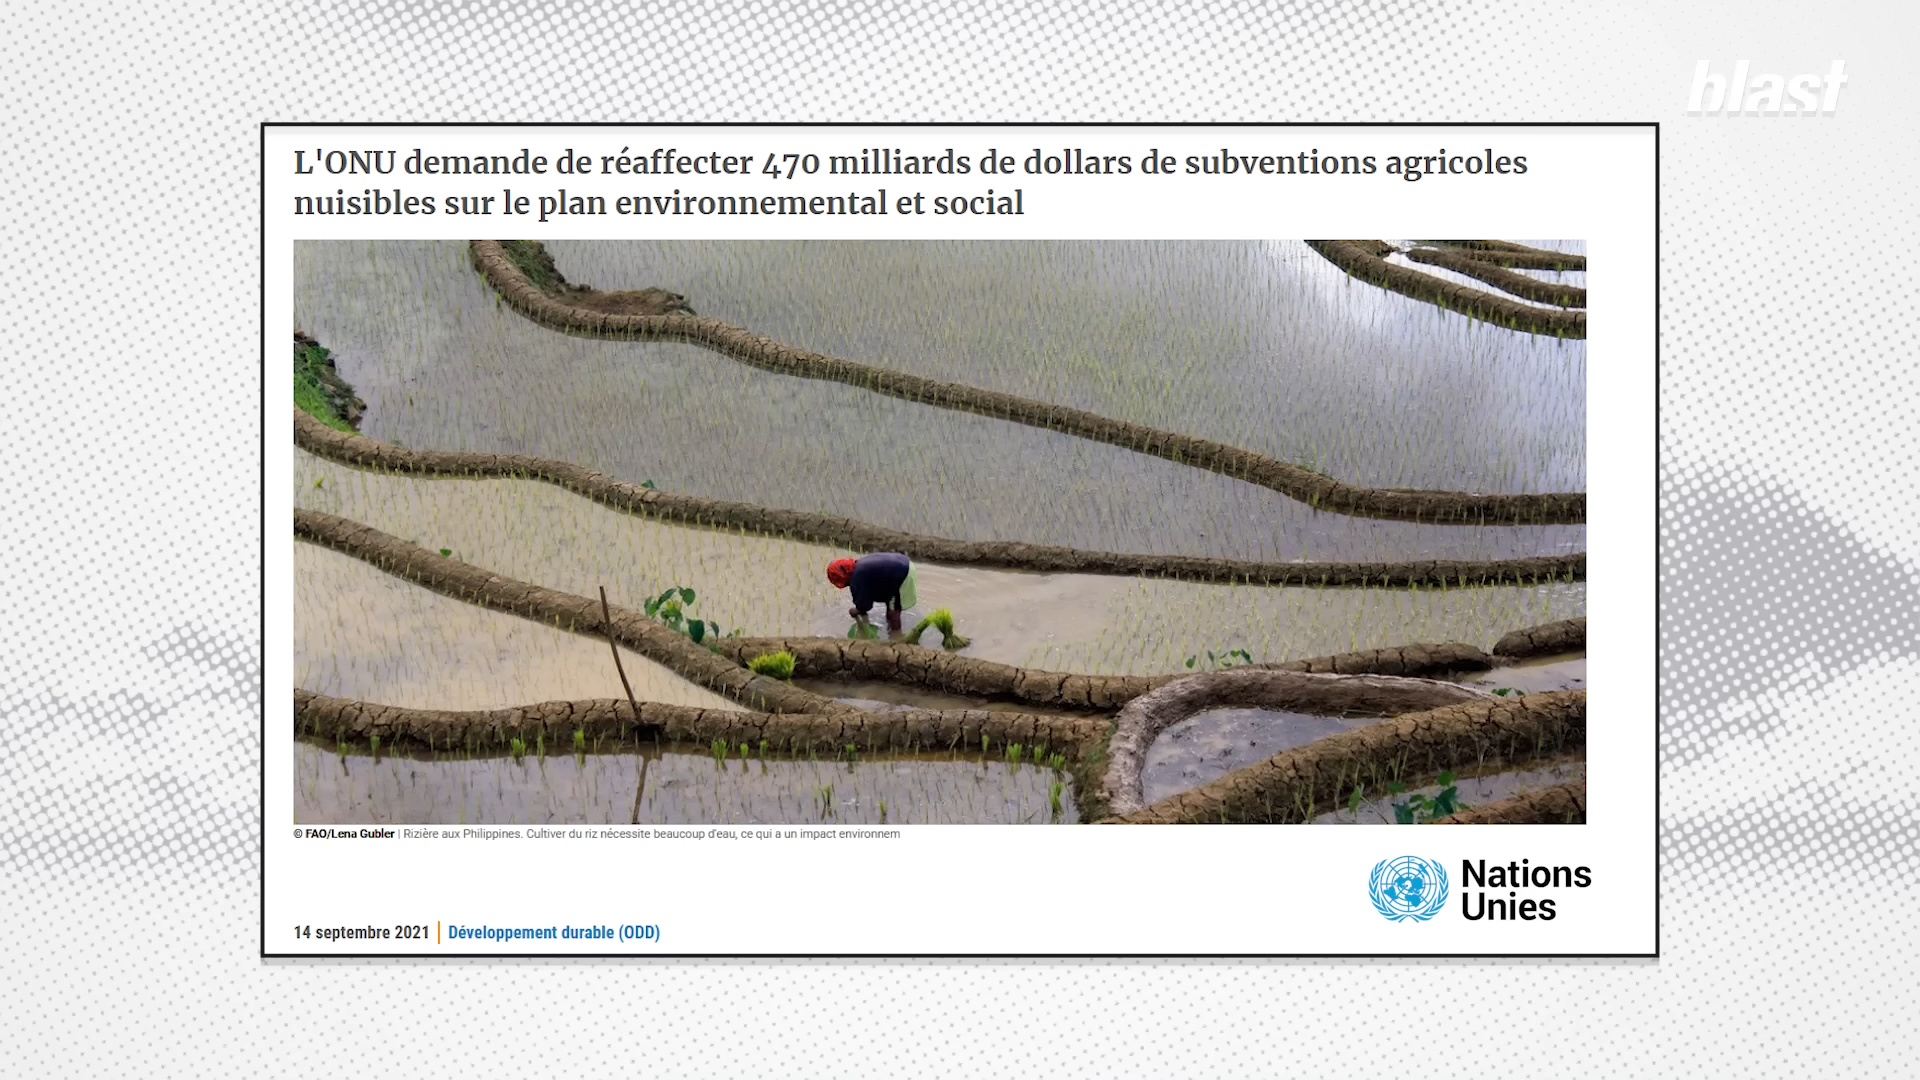 blast
L'ONU demande de réaffecter 470 milliards de dollars de subventions agricoles
nuisibles sur le plan environnemental et social
© FAO/Lena Gubler | Rizière aux Philippines. Cultiver du riz nécessite beaucoup d'eau, ce qui a un impact environnem
Nations
Unies
14 septembre 2021 | Développement durable (ODD)